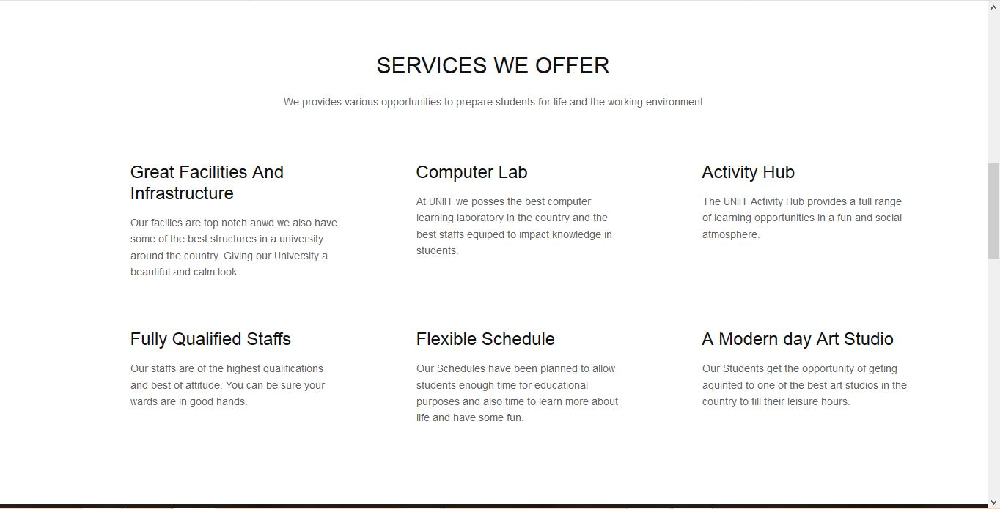 SERVICES WE OFFER
We provides various opportunities to prepare students for life and the working environment
Great Facilities And
Infrastructure
Our facilies are top notch anwd we also have
some of the best structures in a university
around the country. Giving our University a
beautiful and calm look
Computer Lab
At UNIIT we posses the best computer
learning laboratory in the country and the
best staffs equiped to impact knowledge in
students.
Activity Hub
The UNIIT Activity Hub provides a full range
of learning opportunities in a fun and social
atmosphere.
Fully Qualified Staffs
Our staffs are of the highest qualifications
and best of attitude. You can be sure your
wards are in good hands.
Flexible Schedule
Our Schedules have been planned to allow
students enough time for educational
purposes and also time to learn more about
life and have some fun.
A Modern day Art Studio
Our Students get the opportunity of geting
aquinted to one of the best art studios in the
country to fill their leisure hours.